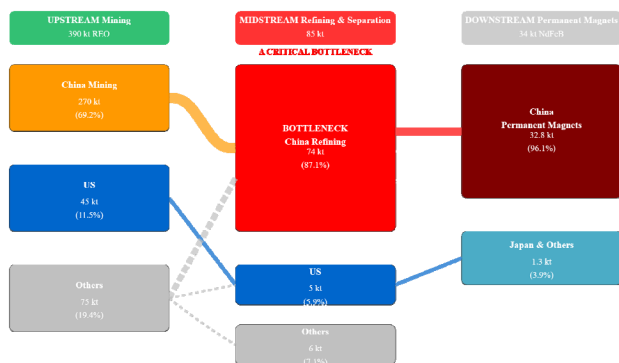 UPSTREAM Mining
390 kt REO
MIDSTREAM Refining & Separation
85 kt
DOWNSTREAM Permanent Magnets
34 kt NdFeB
A CRITICAL BOTTLENECK
China Mining
270 kt
(69.2%)
BOTTLENECK
China Refining
74 kt
(87.1%)
China
Permanent Magnets
32.8 kt
(96.1%)
US
45 kt
(11.5%)
Japan & Others
1.3 kt
(3.9%)
Others
75 kt
(19.4%)
US
5 kt
(5.9%)
Others
6 kt
(7.1%)